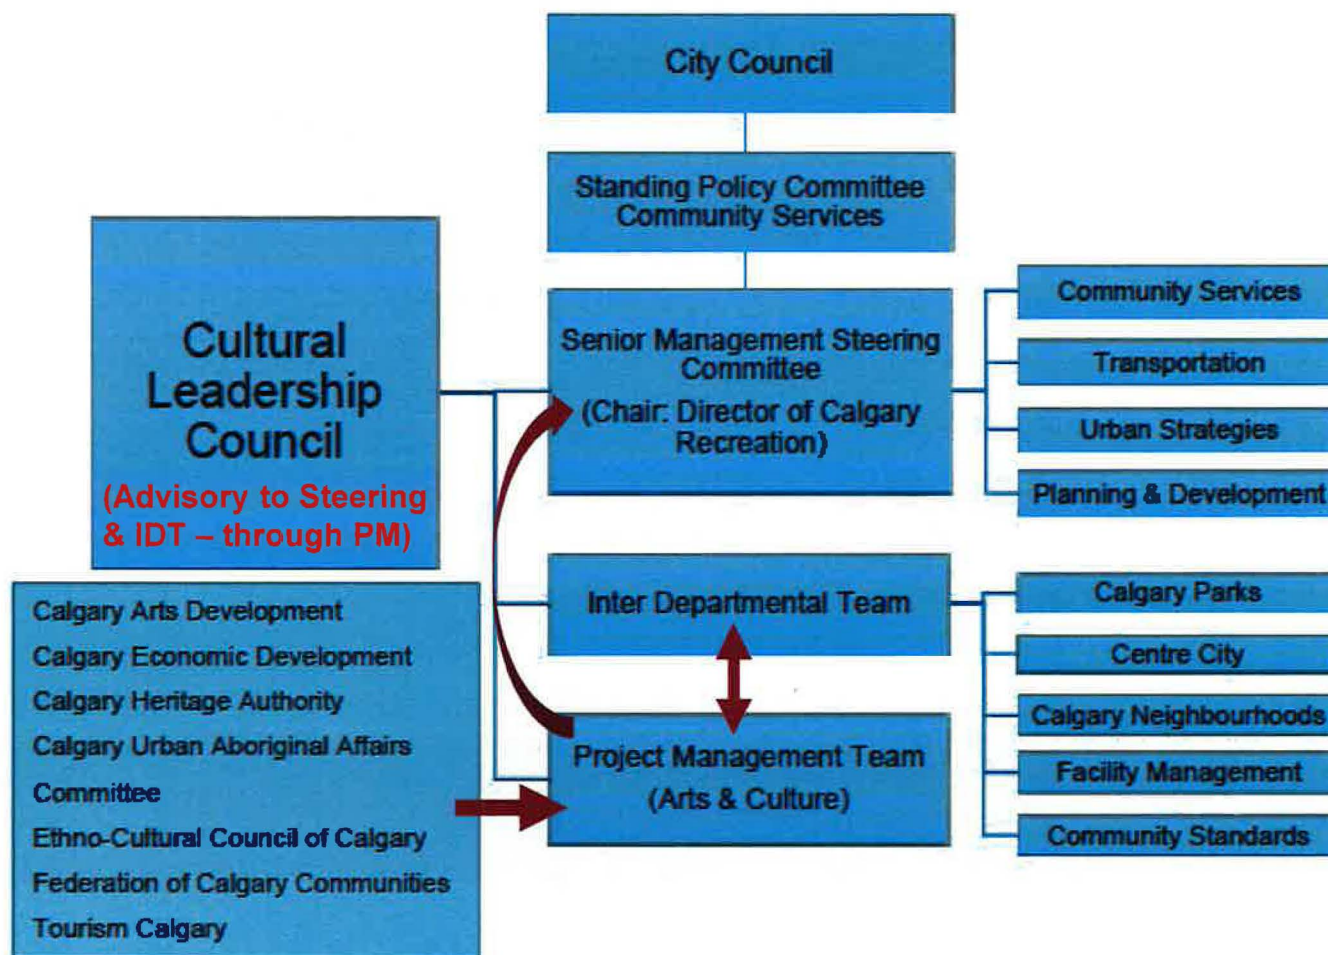 City Council
Standing Policy Committee
Community Services
Cultural
Leadership
Council
(Advisory to Steering
& IDT – through PM)
Senior Management Steering
Committee
(Chair: Director of Calgary
Recreation)
Community Services
Transportation
Urban Strategies
Planning & Development
Inter Departmental Team
Calgary Parks
Centre City
Calgary Neighbourhoods
Facility Management
Community Standards
Project Management Team
(Arts & Culture)
Calgary Arts Development
Calgary Economic Development
Calgary Heritage Authority
Calgary Urban Aboriginal Affairs
Committee
Ethno-Cultural Council of Calgary
Federation of Calgary Communities
Tourism Calgary